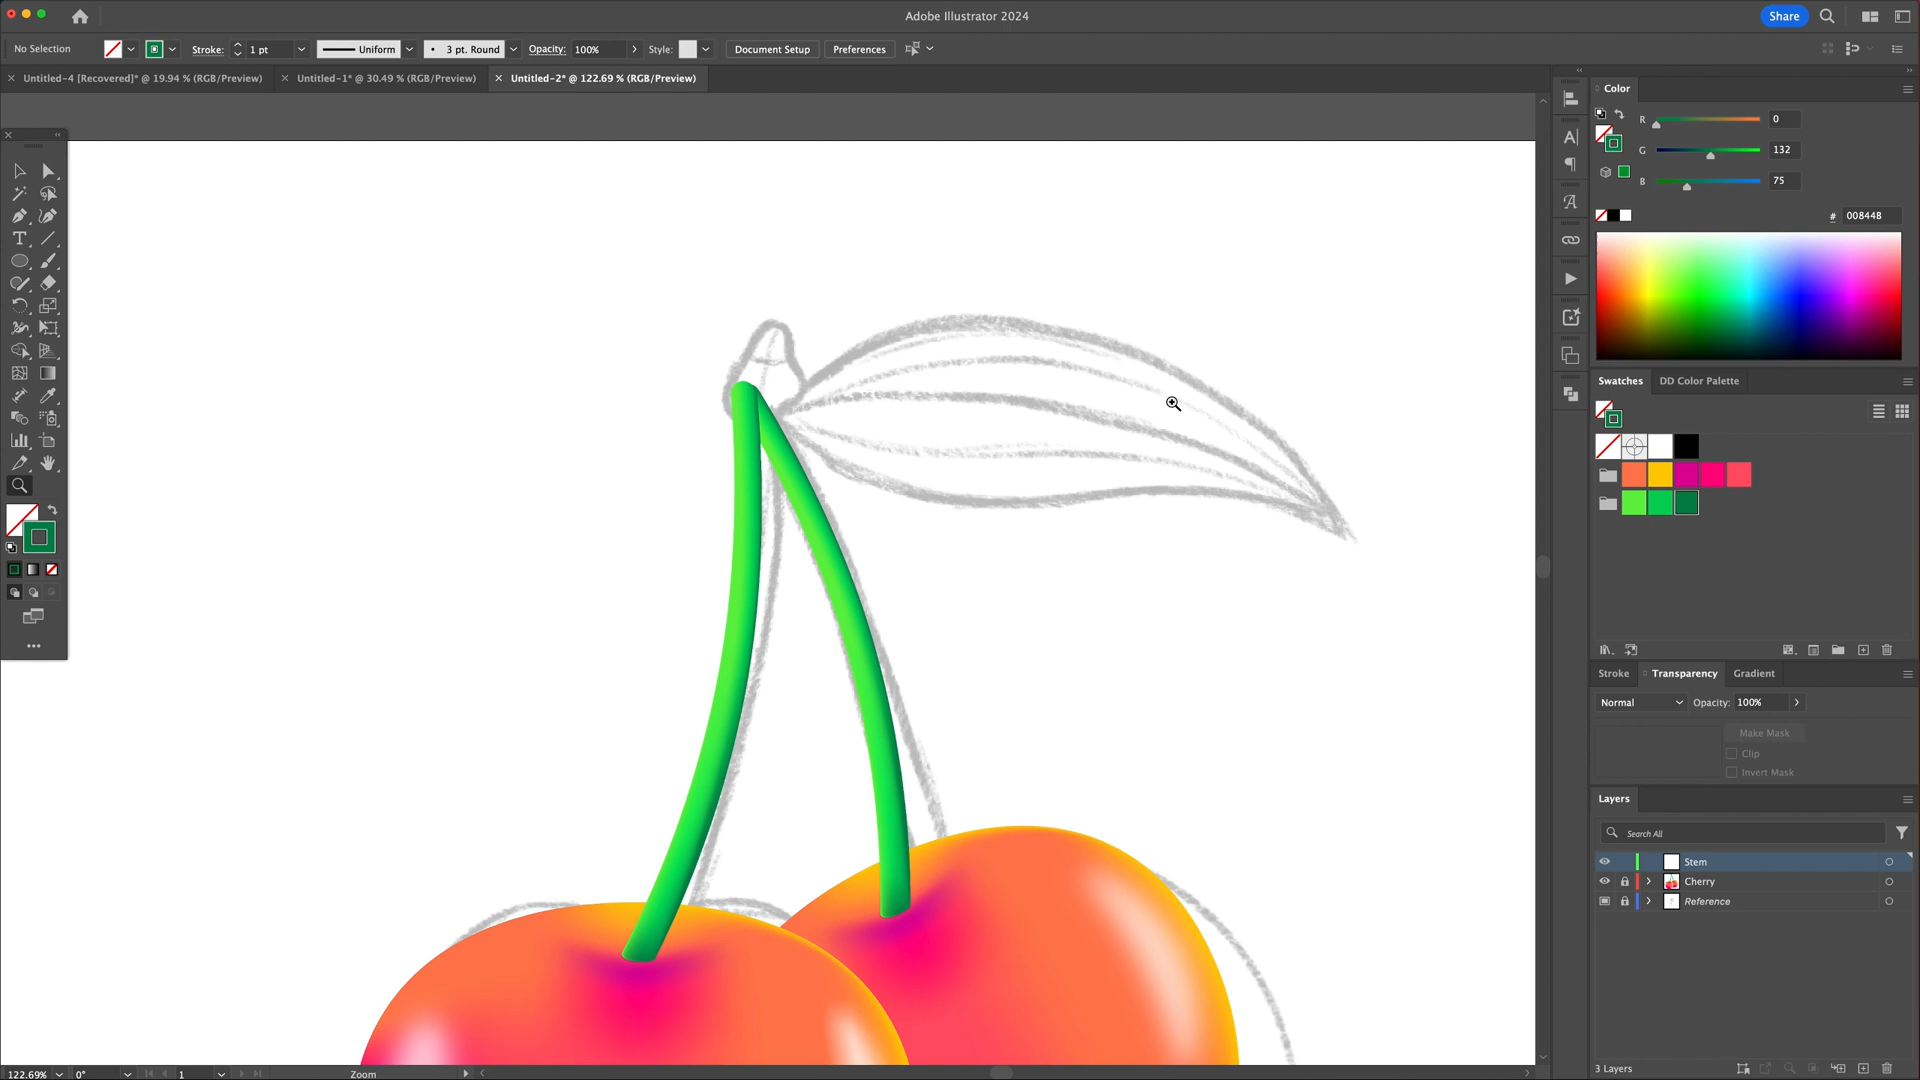 Adobe Illustrator 2024
Share
No Selection
Stroke:
1 pt
Uniform
3 pt. Round
Opacity:
100%
Style:
Document Setup
Preferences
Untitled-4 [Recovered]* @ 19.94 % (RGB/Preview)
Untitled-1* @ 30.49 % (RGB/Preview)
Untitled-2* @ 122.69 % (RGB/Preview)
Color
R
0
G
132
B
75
# 00844B
Swatches
DD Color Palette
Stroke
Transparency
Gradient
Normal
Opacity:
100%
Make Mask
Clip
Invert Mask
Layers
Search All
Stem
Cherry
Reference
3 Layers
122.69%
0°
1
Zoom